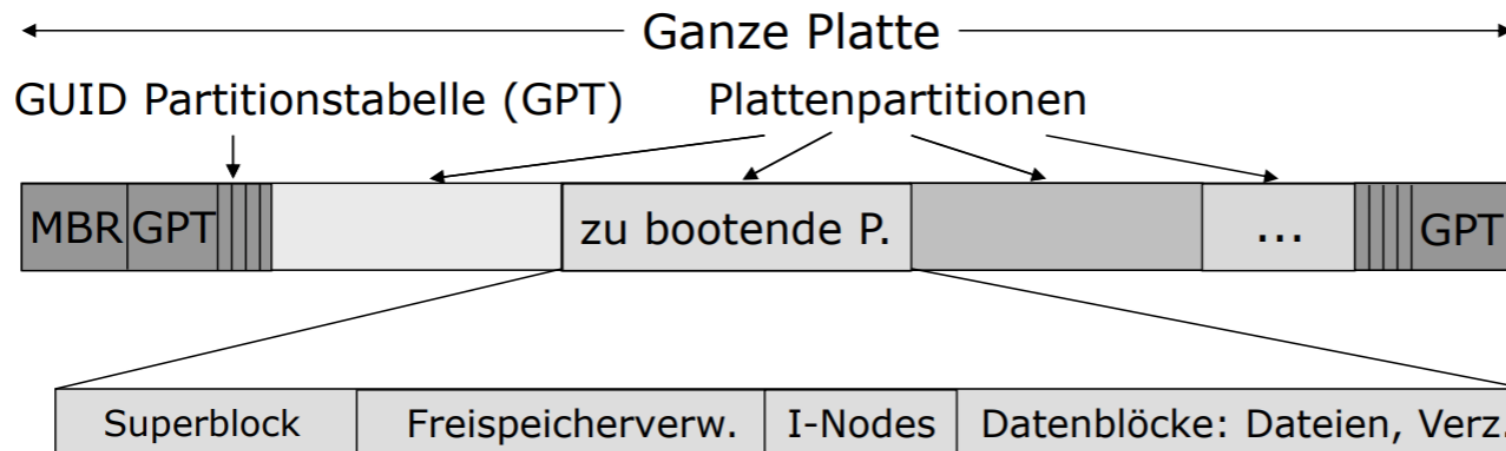 Ganze Platte
GUID Partitionstabelle (GPT) Plattenpartitionen
MBR GPT zu bootende P. ... GPT
Superblock Freispeicherverw. I-Nodes Datenblöcke: Dateien, Verz.